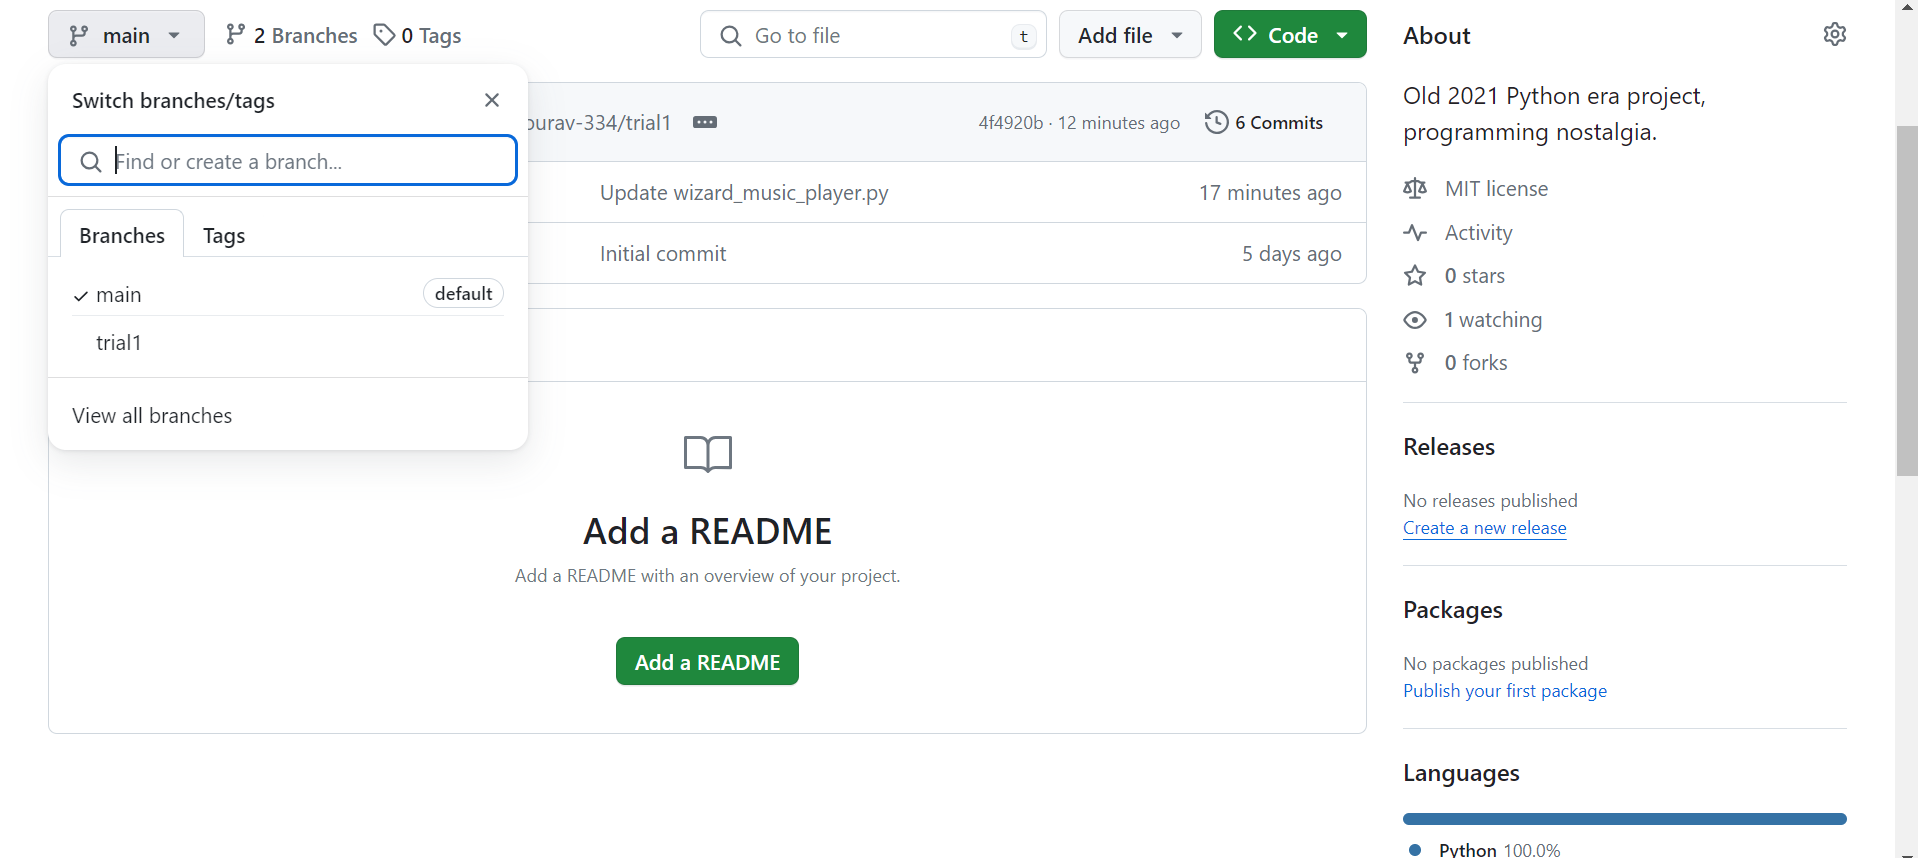 main
2 Branches
0 Tags
Go to file
t
Add file
Code
Switch branches/tags
Find or create a branch...
Branches
Tags
main
default
trial1
View all branches
ourav-334/trial1
4f4920b · 12 minutes ago
6 Commits
Update wizard_music_player.py
17 minutes ago
Initial commit
5 days ago
Add a README
Add a README with an overview of your project.
Add a README
About
Old 2021 Python era project,
programming nostalgia.
MIT license
Activity
0 stars
1 watching
0 forks
Releases
No releases published
Create a new release
Packages
No packages published
Publish your first package
Languages
Python 100.0%